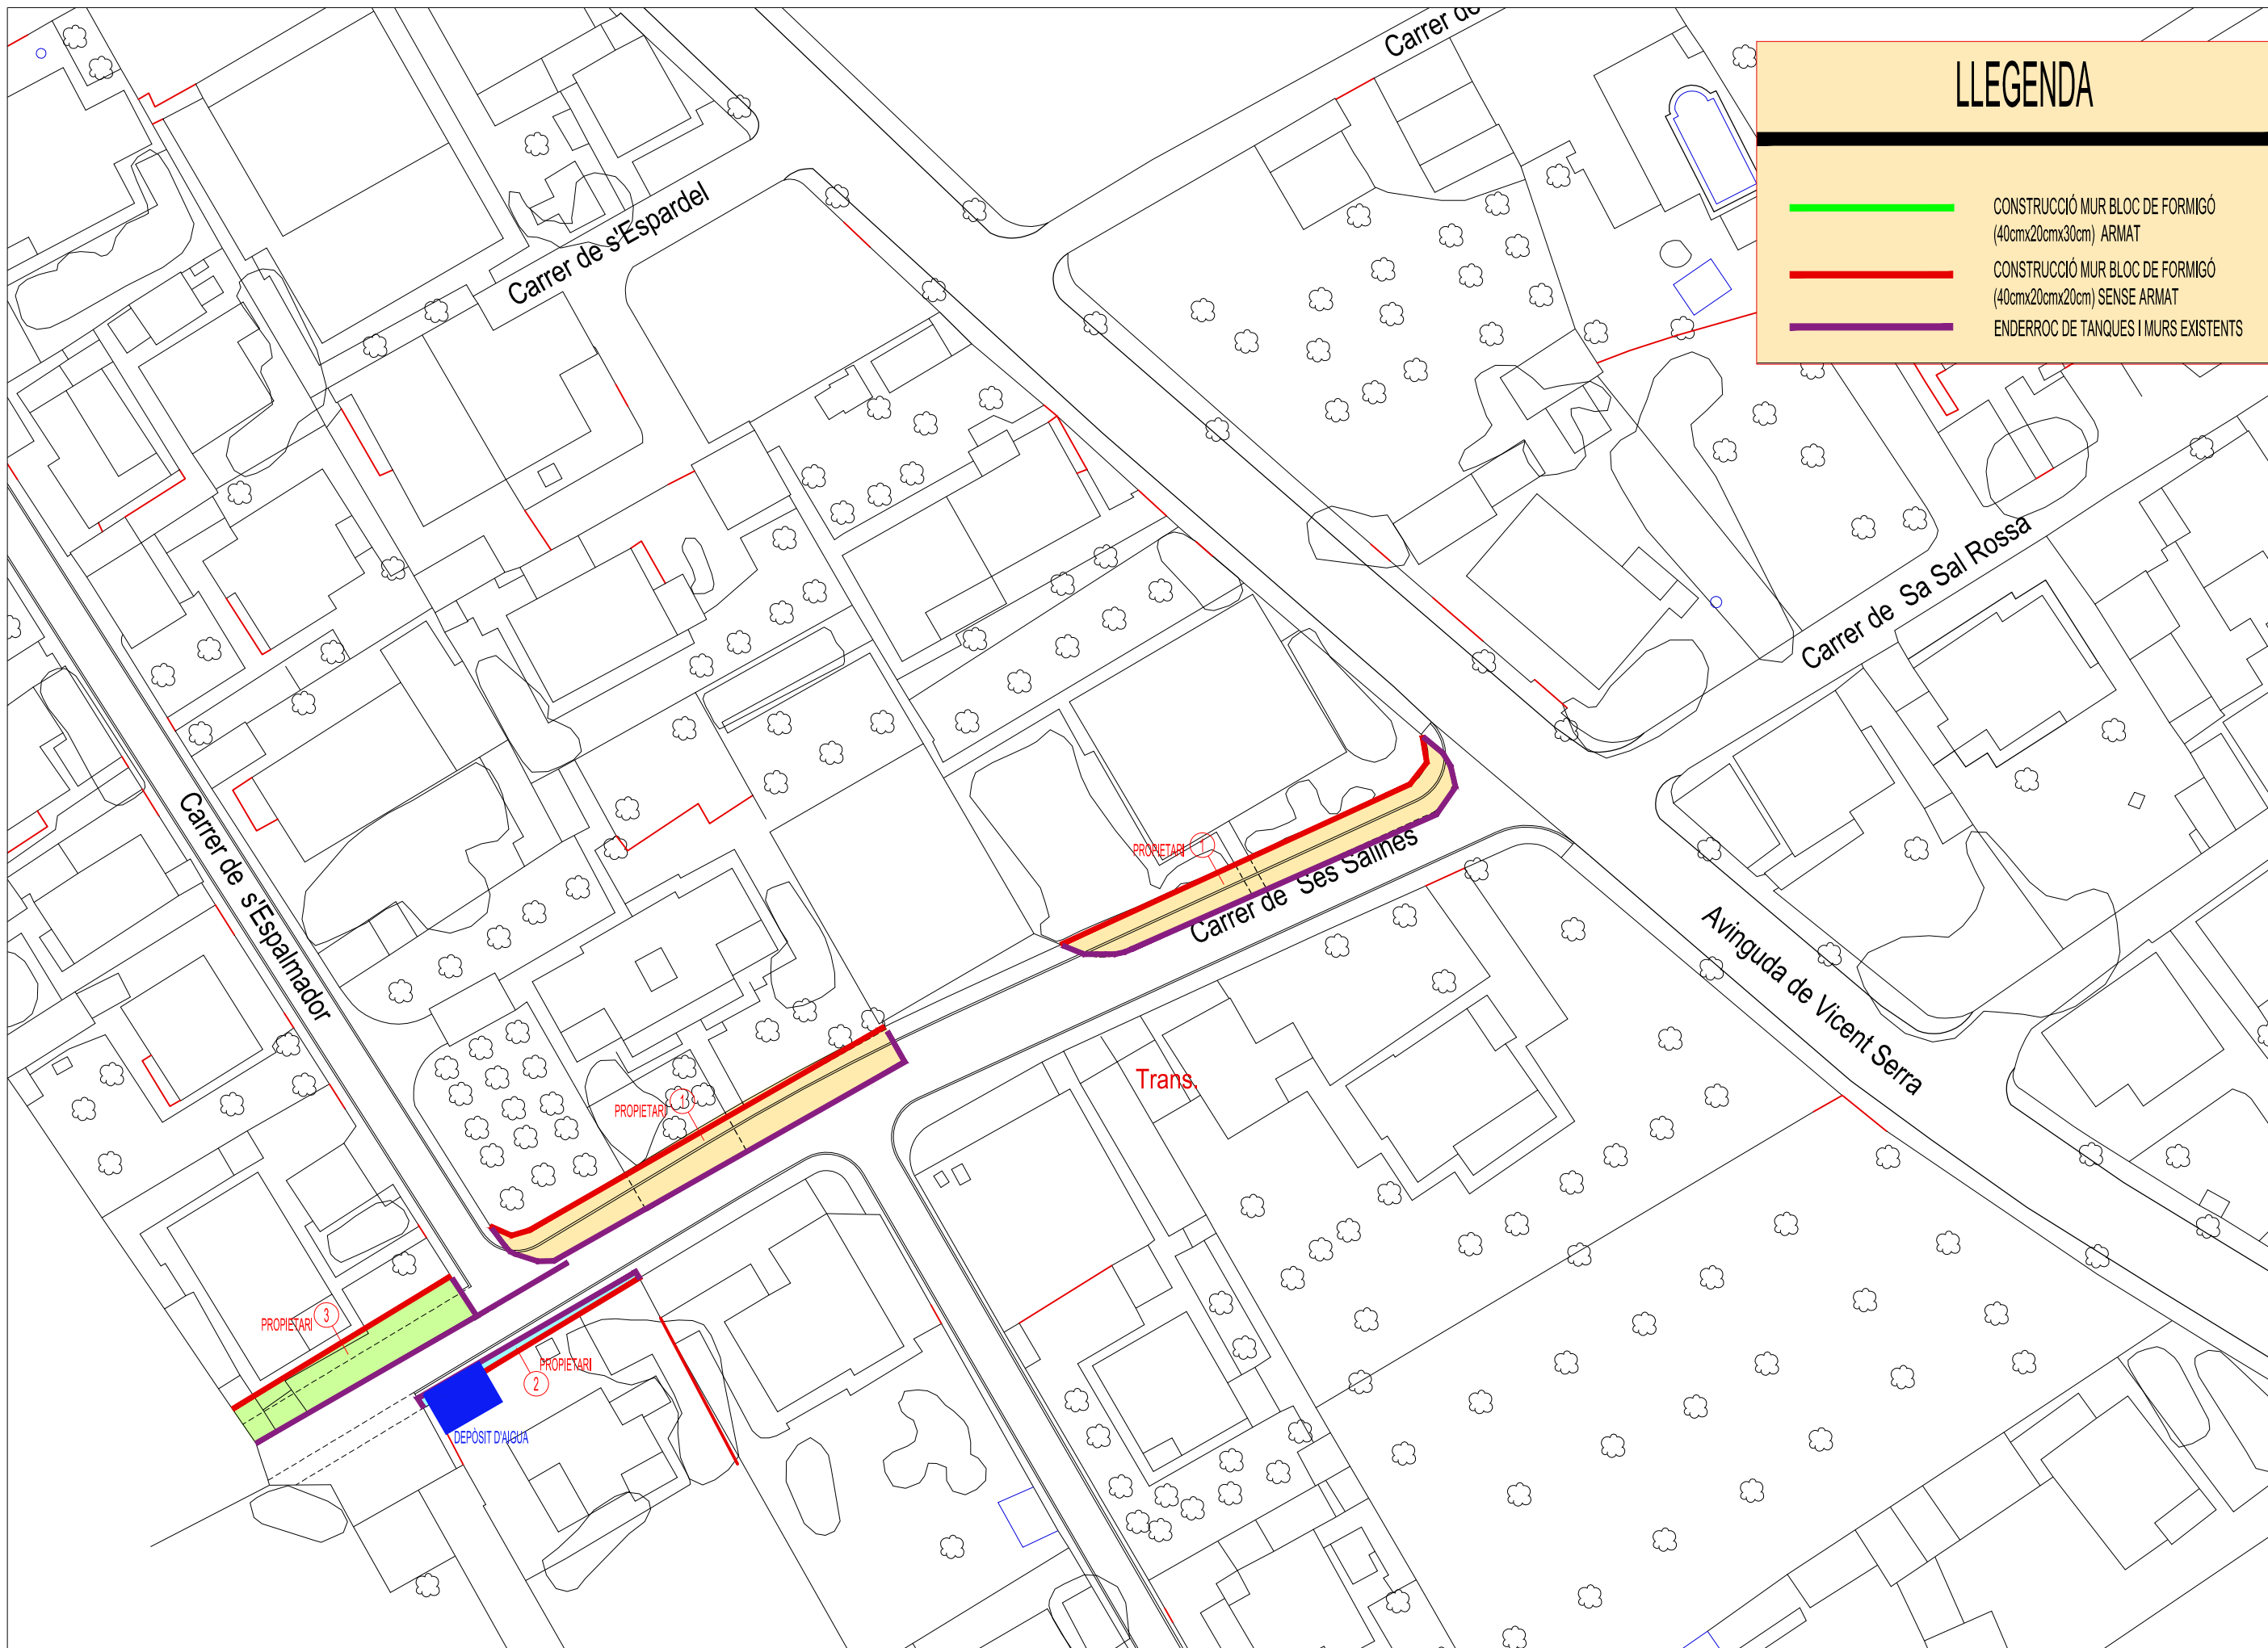 Carrer de
LLEGENDA
CONSTRUCCIÓ MUR BLOC DE FORMIGÓ
(40cmx20cmx30cm) ARMAT
CONSTRUCCIÓ MUR BLOC DE FORMIGÓ
(40cmx20cmx20cm) SENSE ARMAT
ENDERROC DE TANQUES I MURS EXISTENTS
Carrer de s'Espardel
Carrer de Sa Sal Rossa
Carrer de s'Espalmador
PROPIETARI 1
Carrer de Ses Salines
Avinguda de Vicent Serra
Trans.
PROPIETARI 1
PROPIETARI 3
PROPIETARI
2
DEPÒSIT D'AIGUA